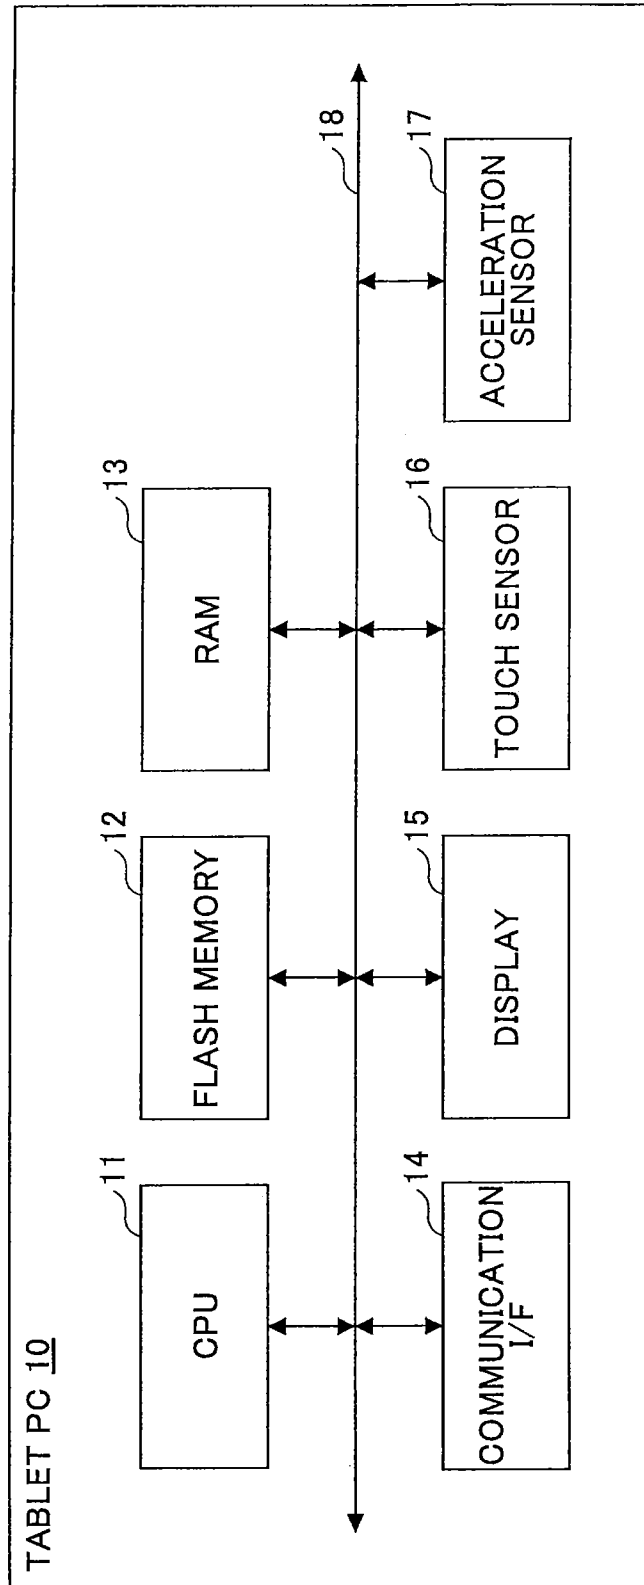 TABLET PC 10
11
CPU
12
FLASH MEMORY
13
RAM
18
14
COMMUNICATION
I/F
15
DISPLAY
16
TOUCH SENSOR
17
ACCELERATION
SENSOR